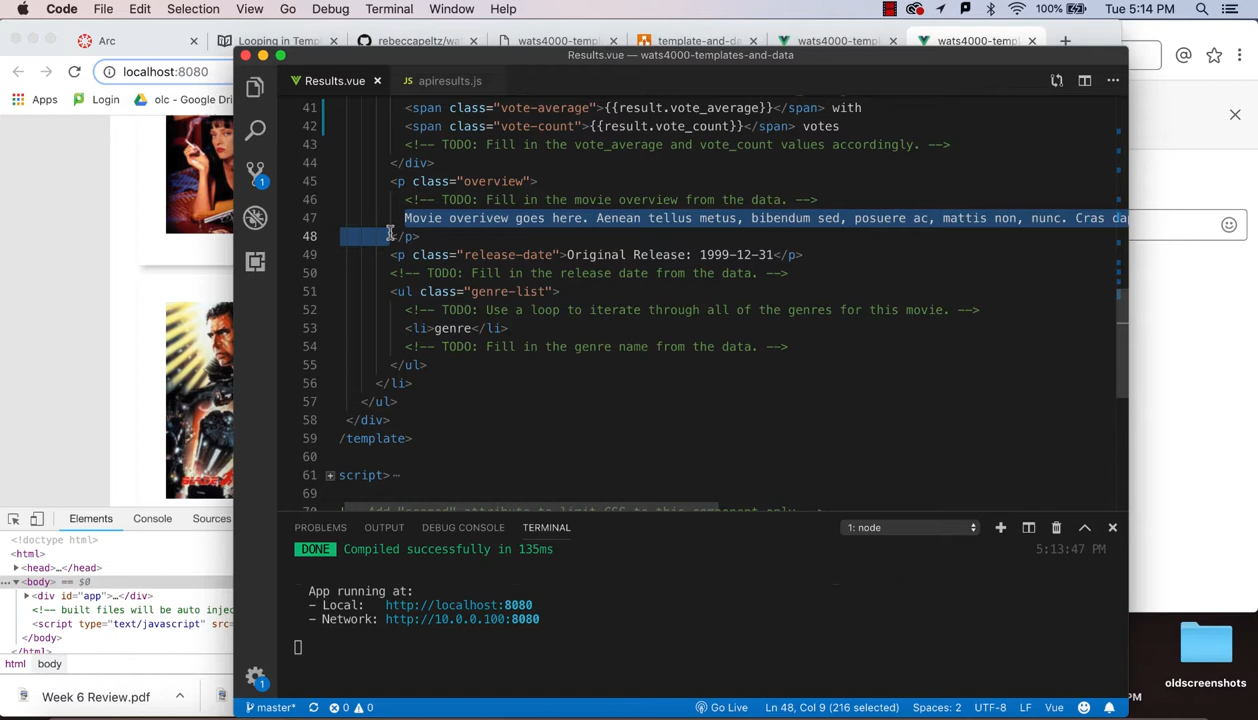 Code File Edit Selection View Go Debug Terminal Window Help 100% Tue 5:14 PM
Arc × Looping in Temp rebeccapeltz/wa wats4000-templ template-and-d wats4000-temp × wats4000-templ × +
localhost:8080
Apps Login olc - Google Dri
Results.vue — wats4000-templates-and-data
Results.vue × JS apiresults.js
41 <span class="vote-average">{{result.vote_average}}</span> with
42 <span class="vote-count">{{result.vote_count}}</span> votes
43 <!-- TODO: Fill in the vote_average and vote_count values accordingly. -->
44 </div>
45 <p class="overview">
46 <!-- TODO: Fill in the movie overview from the data. -->
47 Movie overivew goes here. Aenean tellus metus, bibendum sed, posuere ac, mattis non, nunc. Cras da
48 </p>
49 <p class="release-date">Original Release: 1999-12-31</p>
50 <!-- TODO: Fill in the release date from the data. -->
51 <ul class="genre-list">
52 <!-- TODO: Use a loop to iterate through all of the genres for this movie. -->
53 <li>genre</li>
54 <!-- TODO: Fill in the genre name from the data. -->
55 </ul>
56 </li>
57 </ul>
58 </div>
59 /template>
60
61 script> ⋯
69
Elements Console Sources
PROBLEMS OUTPUT DEBUG CONSOLE TERMINAL 1: node
<!doctype html>
<html>
<head>…</head>
… <body> == $0
<div id="app">…</div>
<!-- built files will be auto injec
<script type="text/javascript" src=
</body>
</html>
html body
DONE Compiled successfully in 135ms 5:13:47 PM
App running at:
- Local: http://localhost:8080
- Network: http://10.0.0.100:8080
1
1
Week 6 Review.pdf
oldscreenshots
PM
master* 0 0 Go Live Ln 48, Col 9 (216 selected) Spaces: 2 UTF-8 LF Vue